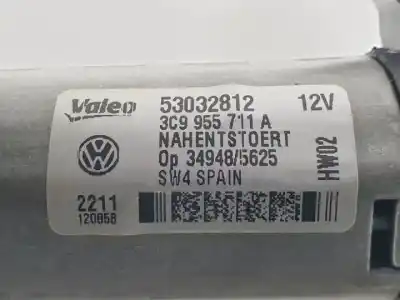 Valeo 53032812 12V
3C9 955 711 A
NAHENTSTOERT
Op 34948/5625
SW4 SPAIN
HW02
2211
120858